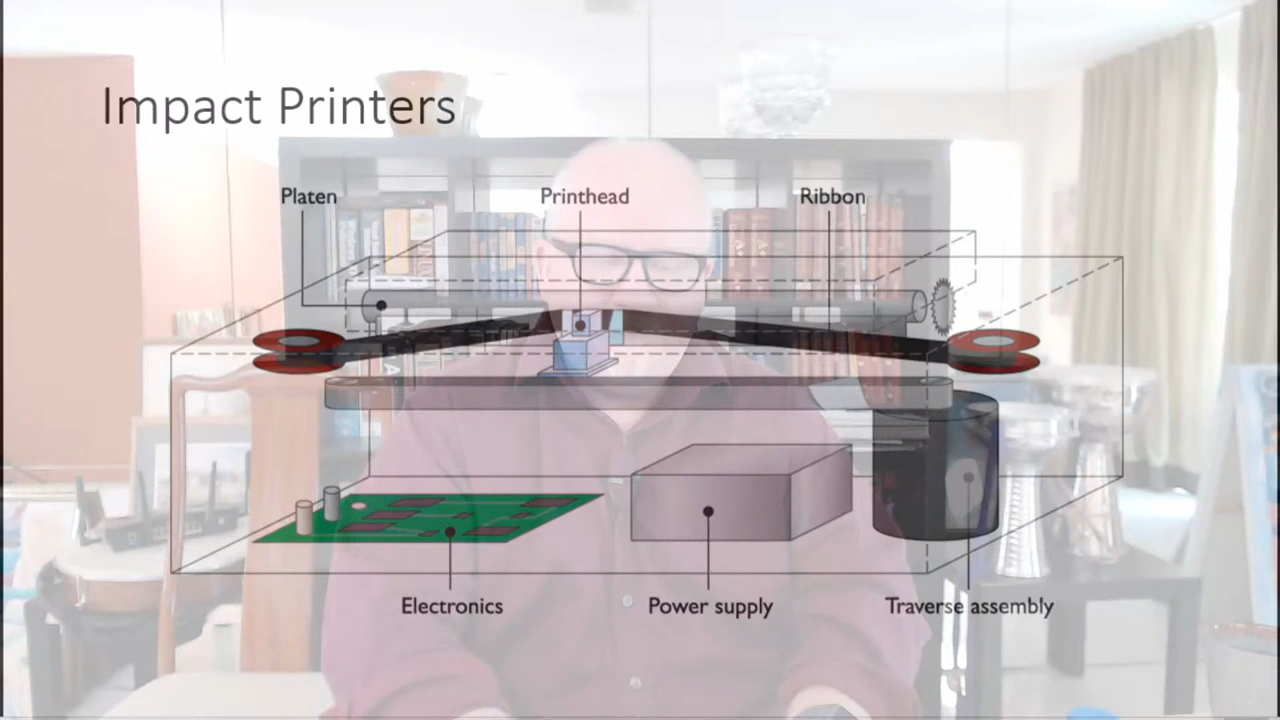 Impact Printers
Platen
Printhead
Ribbon
Electronics
Power supply
Traverse assembly